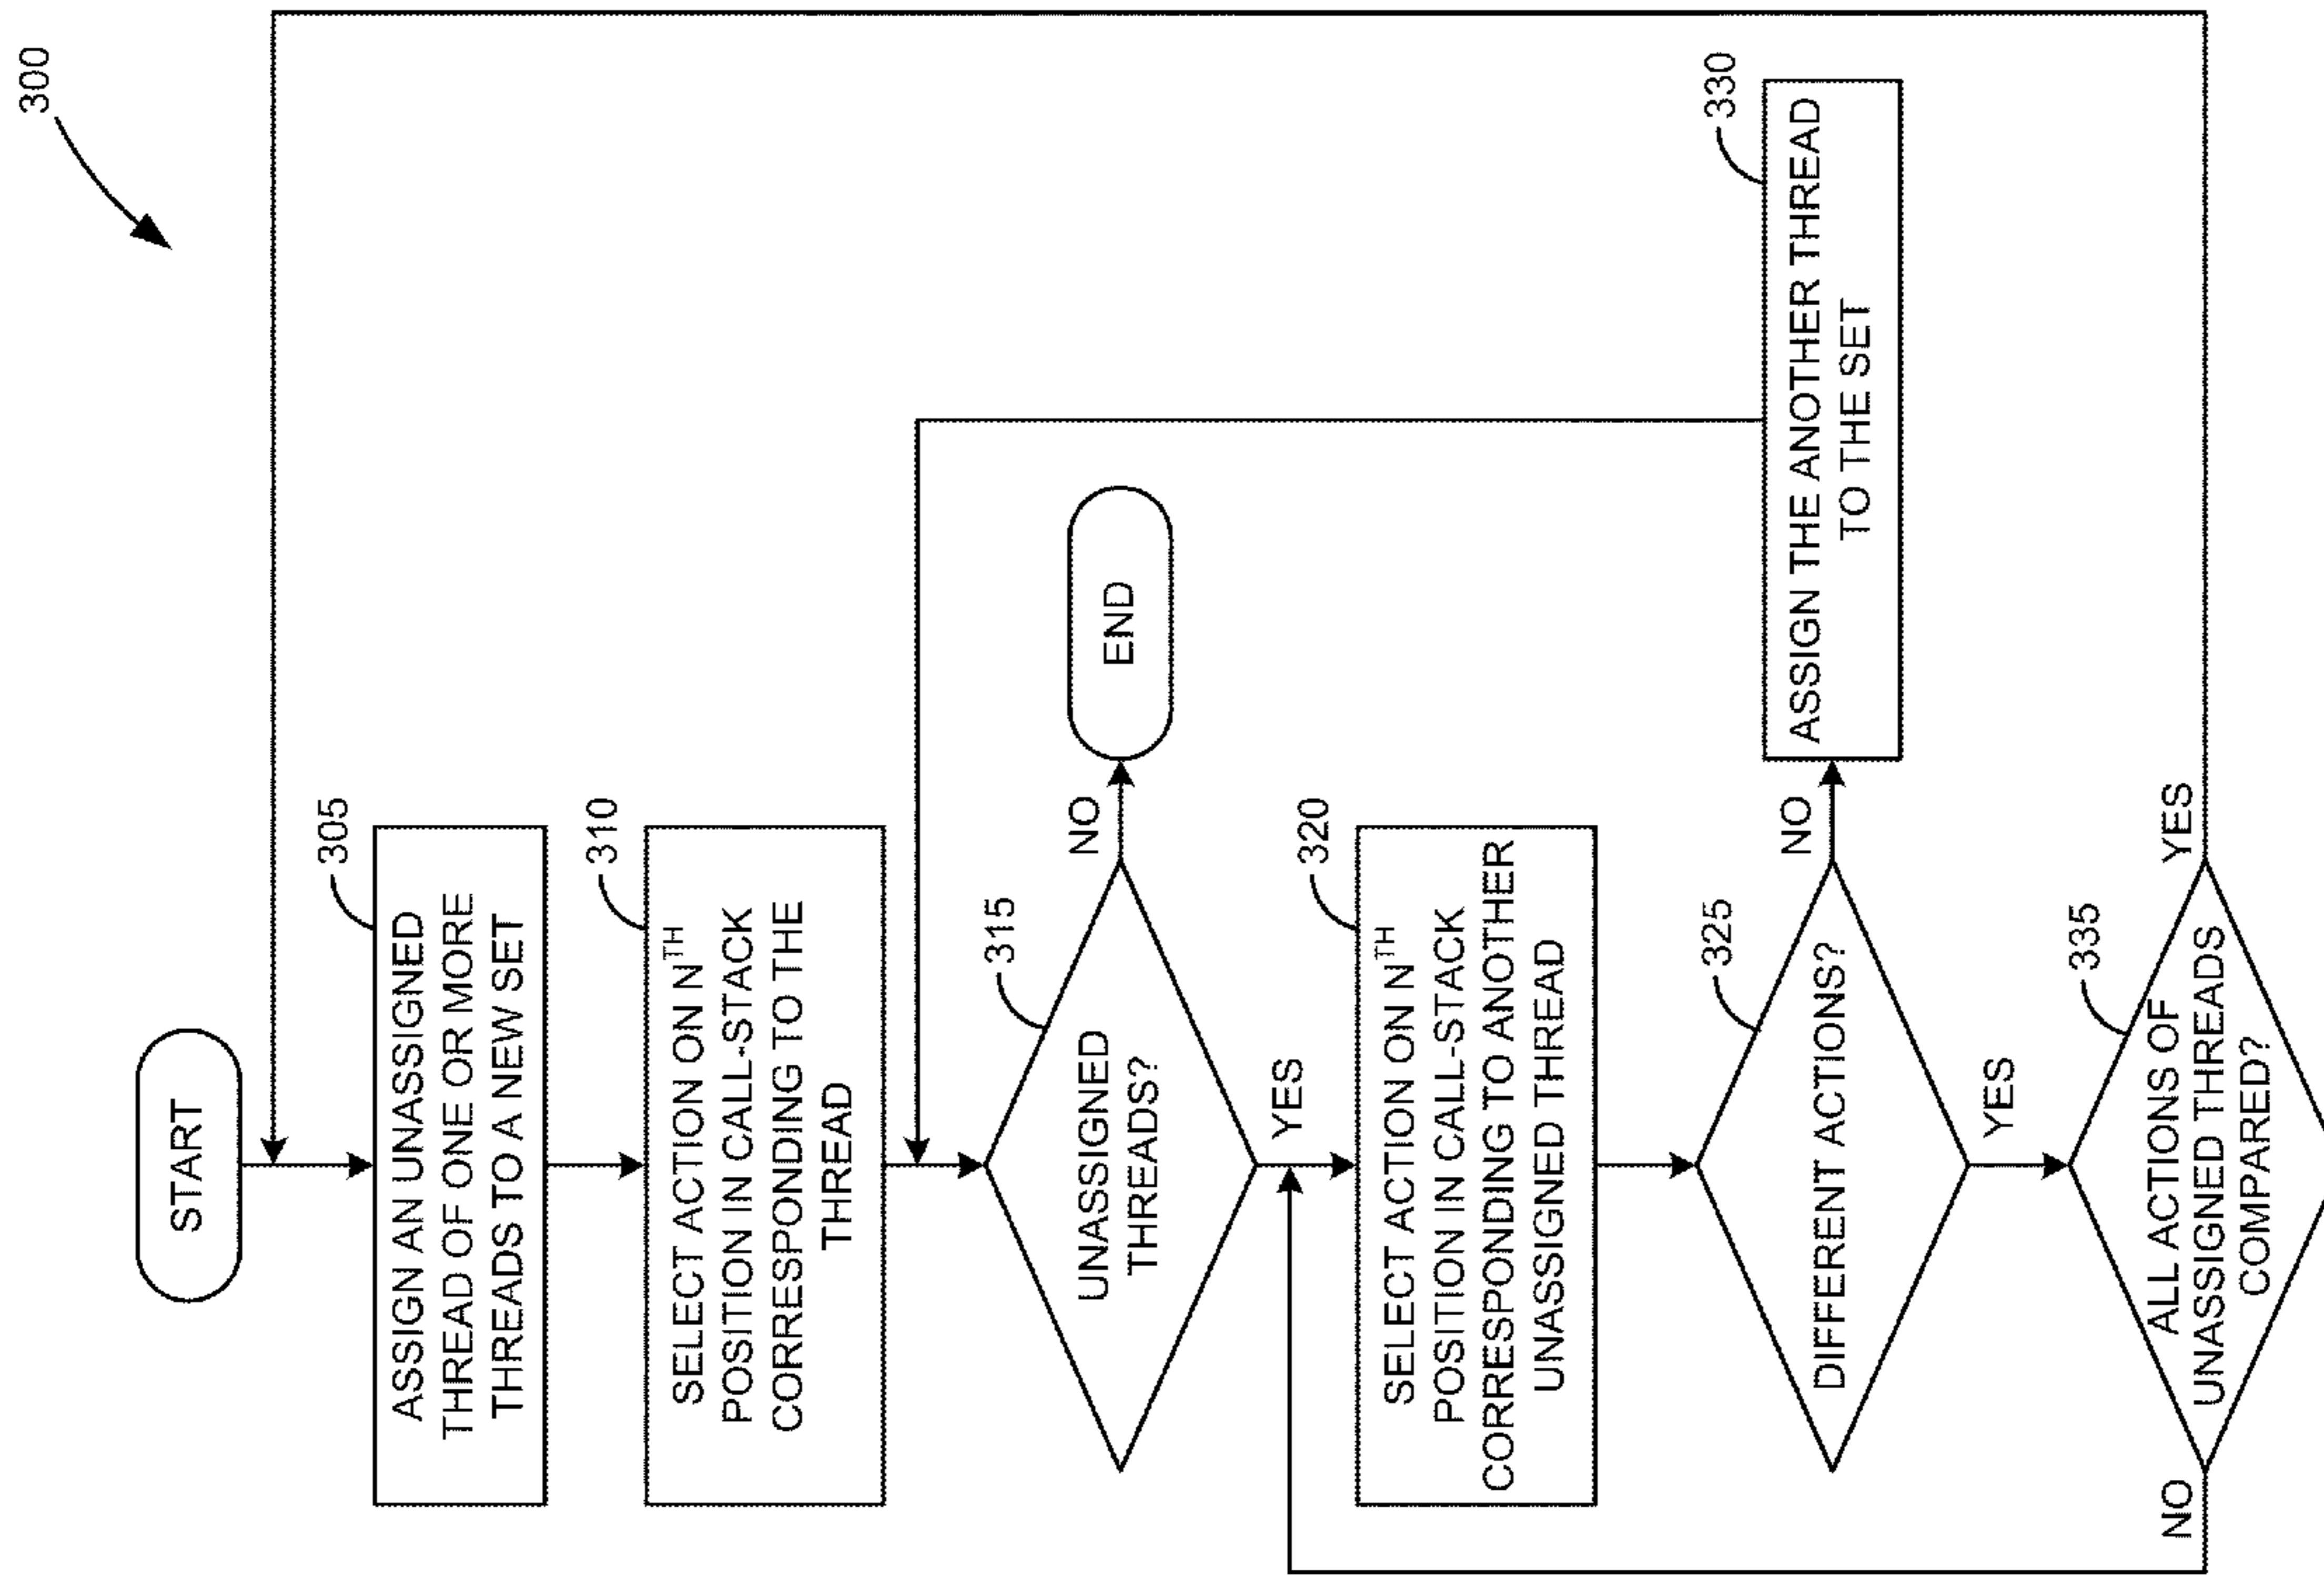 300
START
305
ASSIGN AN UNASSIGNED
THREAD OF ONE OR MORE
THREADS TO A NEW SET
310
SELECT ACTION ON NTH
POSITION IN CALL-STACK
CORRESPONDING TO THE
THREAD
315
UNASSIGNED
THREADS?
NO
END
YES
320
SELECT ACTION ON NTH
POSITION IN CALL-STACK
CORRESPONDING TO ANOTHER
UNASSIGNED THREAD
325
DIFFERENT ACTIONS?
NO
330
ASSIGN THE ANOTHER THREAD
TO THE SET
YES
335
ALL ACTIONS OF
UNASSIGNED THREADS
COMPARED?
NO
YES